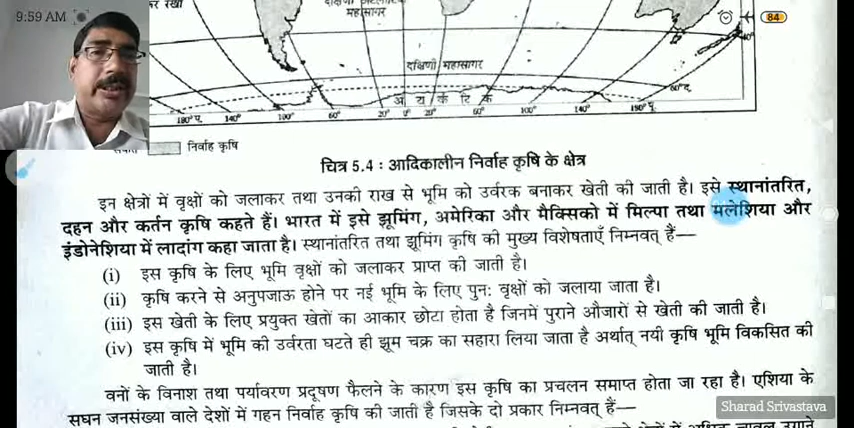 9:59 AM
84
कर रेखा
महासागर
दक्षिणी महासागर
180° प.
140°
100°
60°
20°
0°
20°
60°
100°
140°
180° पू.
निर्वाह कृषि
चित्र 5.4 : आदिकालीन निर्वाह कृषि के क्षेत्र
इन क्षेत्रों में वृक्षों को जलाकर तथा उनकी राख से भूमि को उर्वरक बनाकर खेती की जाती है। इसे स्थानांतरित,
दहन और कर्तन कृषि कहते हैं। भारत में इसे झूमिंग, अमेरिका और मैक्सिको में मिल्पा तथा मलेशिया और
इंडोनेशिया में लादांग कहा जाता है। स्थानांतरित तथा झूमिंग कृषि की मुख्य विशेषताएँ निम्नवत् हैं—
(i) इस कृषि के लिए भूमि वृक्षों को जलाकर प्राप्त की जाती है।
(ii) कृषि करने से अनुपजाऊ होने पर नई भूमि के लिए पुनः वृक्षों को जलाया जाता है।
(iii) इस खेती के लिए प्रयुक्त खेतों का आकार छोटा होता है जिनमें पुराने औजारों से खेती की जाती है।
(iv) इस कृषि में भूमि की उर्वरता घटते ही झूम चक्र का सहारा लिया जाता है अर्थात् नयी कृषि भूमि विकसित की
जाती है।
वनों के विनाश तथा पर्यावरण प्रदूषण फैलने के कारण इस कृषि का प्रचलन समाप्त होता जा रहा है। एशिया के
सघन जनसंख्या वाले देशों में गहन निर्वाह कृषि की जाती है जिसके दो प्रकार निम्नवत् हैं—
Sharad Srivastava